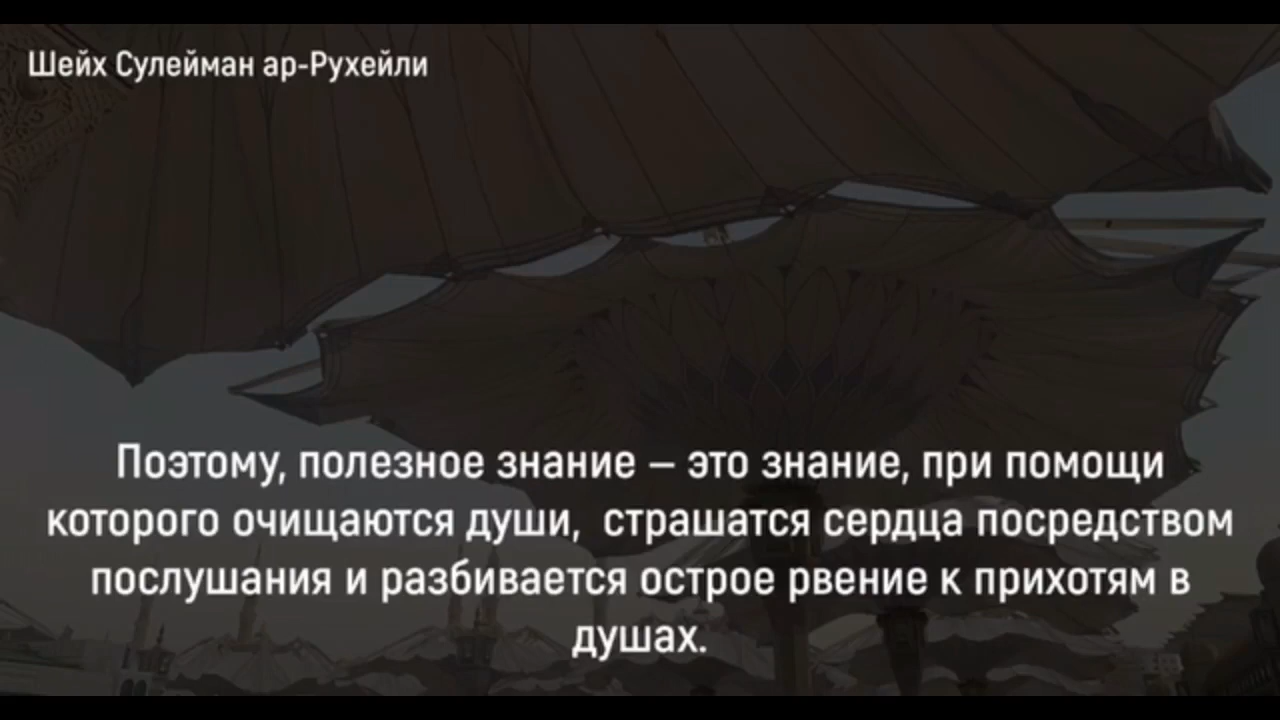 Шейх Сулейман ар-Рухейли
Поэтому, полезное знание – это знание, при помощи
которого очищаются души,  страшатся сердца посредством
послушания и разбивается острое рвение к прихотям в
душах.